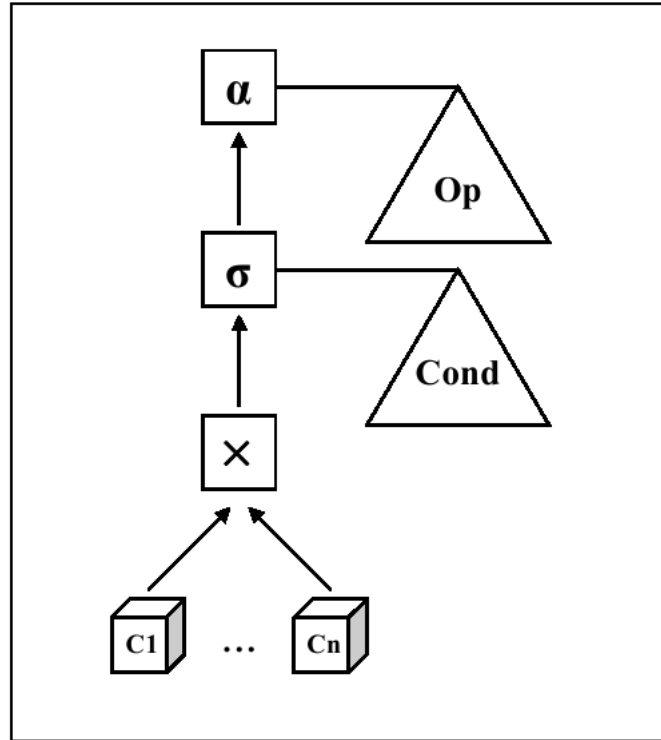 α
Op
σ
Cond
×
C1 ... Cn